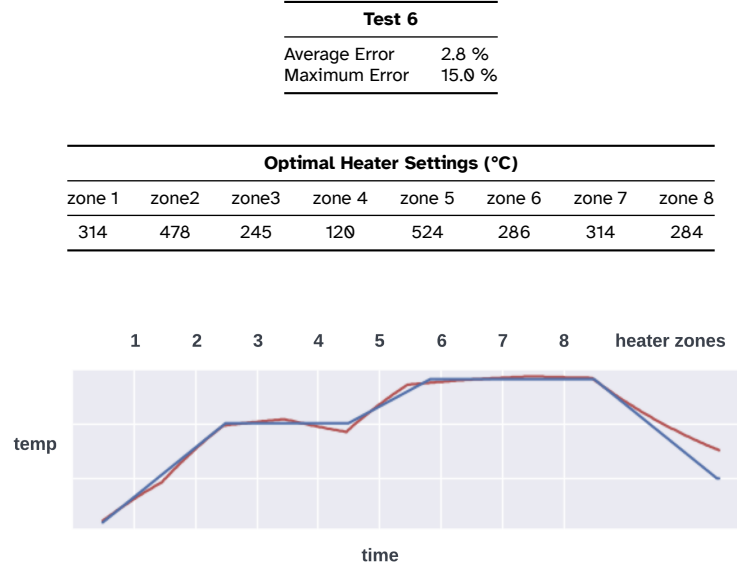 Test 6
Average Error 2.8 %
Maximum Error 15.0 %
Optimal Heater Settings (°C)
zone 1 zone2 zone3 zone 4 zone 5 zone 6 zone 7 zone 8
314 478 245 120 524 286 314 284
1 2 3 4 5 6 7 8 heater zones
temp
time